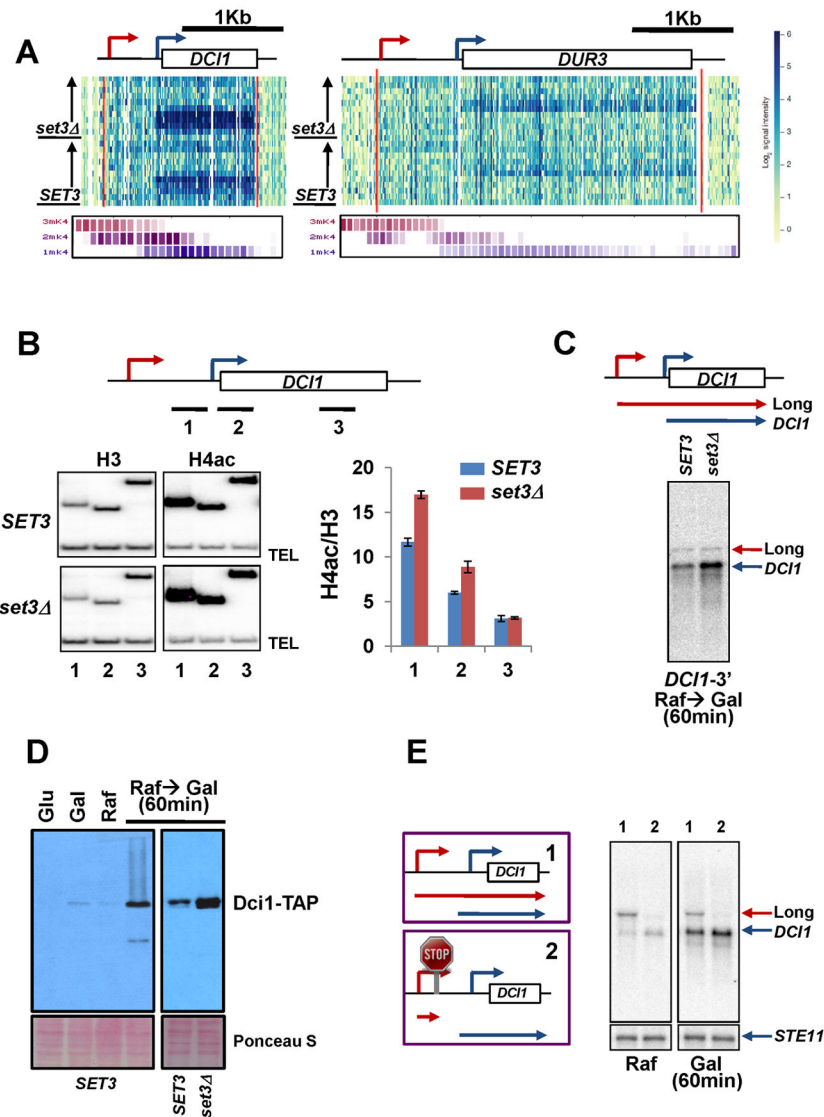 A
1Kb
DCI1
1Kb
DUR3
set3Δ
SET3
set3Δ
SET3
3mK4
2mK4
1mK4
3mK4
2mK4
1mK4
6
5
4
3
2
1
0
Log2 signal intensity
B
DCI1
1
2
3
H3
H4ac
SET3
TEL
set3Δ
TEL
1 2 3 1 2 3
H4ac/H3
20
15
10
5
0
SET3
set3Δ
1 2 3
C
DCI1
Long
DCI1
SET3
set3Δ
Long
DCI1
DCI1-3'
Raf→ Gal
(60min)
D
Glu
Gal
Raf
Raf→ Gal
(60min)
Dci1-TAP
Ponceau S
SET3
SET3
set3Δ
E
1
DCI1
2
STOP
DCI1
1 2 1 2
Long
DCI1
STE11
Raf
Gal
(60min)